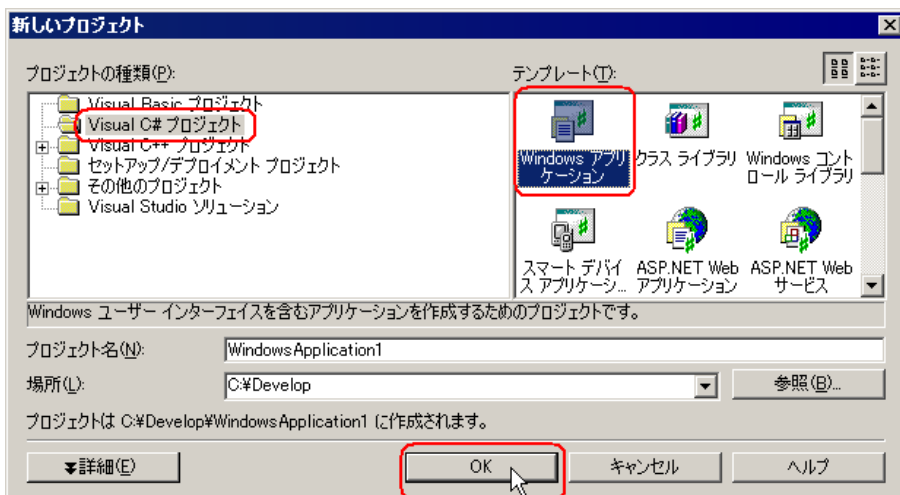 新しいプロジェクト
プロジェクトの種類(P):
テンプレート(T):
Visual Basic プロジェクト
Visual C# プロジェクト
Visual C++ プロジェクト
セットアップ/デプロイメント プロジェクト
その他のプロジェクト
Visual Studio ソリューション
Windows アプリ
ケーション
クラス ライブラリ
Windows コント
ロール ライブラリ
スマート デバイ
ス アプリケーシ...
ASP.NET Web
アプリケーション
ASP.NET Web
サービス
Windows ユーザー インターフェイスを含むアプリケーションを作成するためのプロジェクトです。
プロジェクト名(N):
WindowsApplication1
場所(L):
C:¥Develop
参照(B)...
プロジェクトは C:¥Develop¥WindowsApplication1 に作成されます。
詳細(E)
OK
キャンセル
ヘルプ